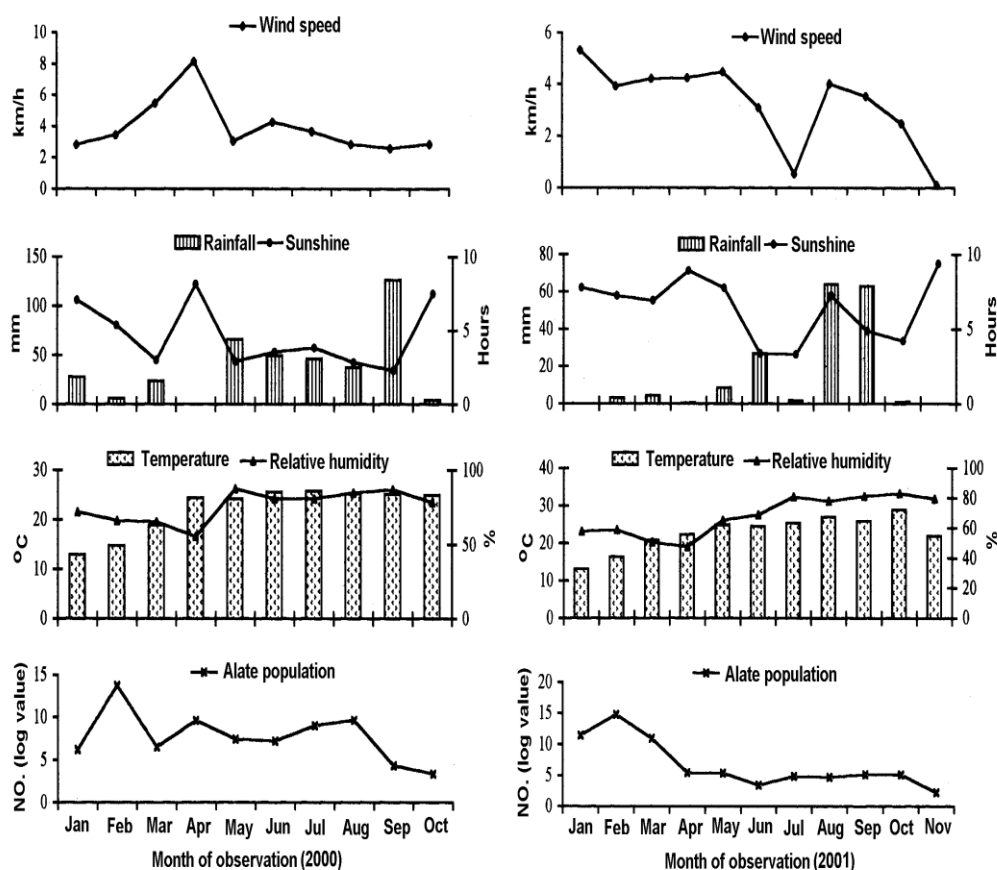 Wind speed
km/h
10
8
6
4
2
0
Rainfall Sunshine
mm
150
100
50
0
10
5
0
Hours
Temperature Relative humidity
oC
30
20
10
0
100
50
0
%
Alate population
NO. (log value)
15
10
5
0
Jan Feb Mar Apr May Jun Jul Aug Sep Oct
Month of observation (2000)
Wind speed
km/h
6
4
2
0
Rainfall Sunshine
mm
80
60
40
20
0
10
5
0
Hours
Temperature Relative humidity
oC
40
30
20
10
0
100
80
60
40
20
0
%
Alate population
NO. (log value)
20
15
10
5
0
Jan Feb Mar Apr May Jun Jul Aug Sep Oct Nov
Month of observation (2001)